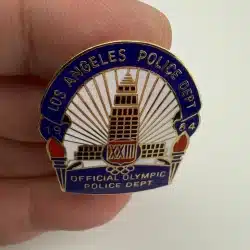 LOS ANGELES POLICE DEPT
19 84
XXIII
OFFICIAL OLYMPIC
POLICE DEPT